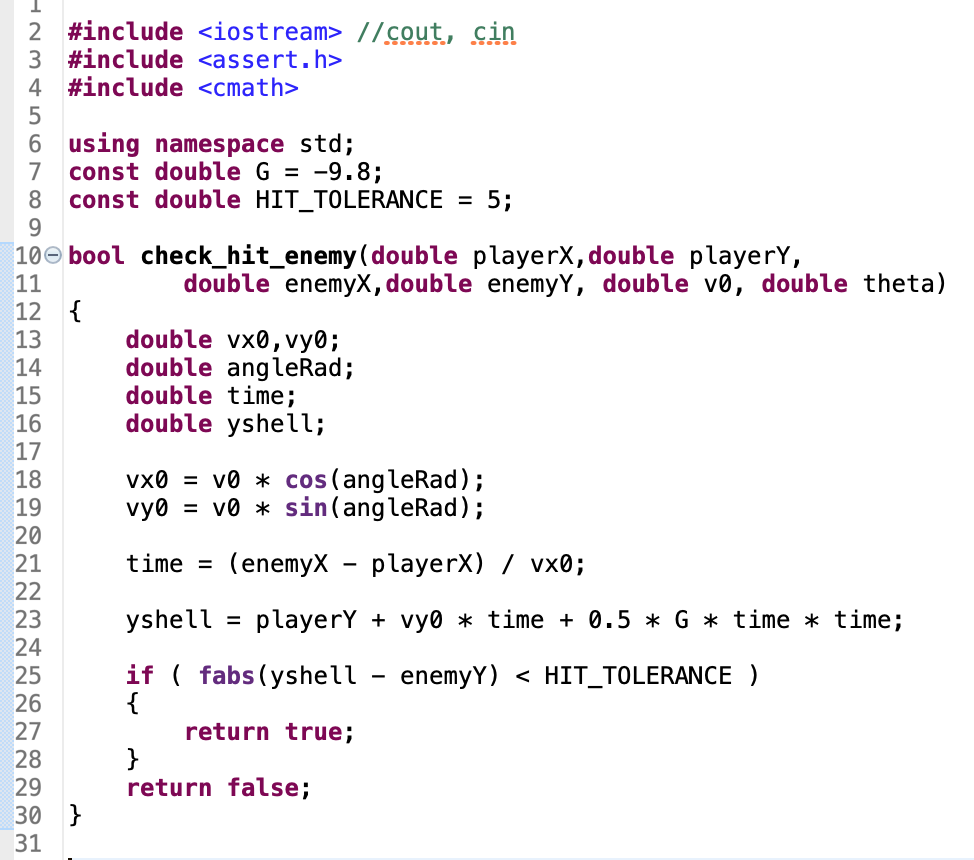 1
2 #include <iostream> //cout, cin
3 #include <assert.h>
4 #include <cmath>
5
6 using namespace std;
7 const double G = -9.8;
8 const double HIT_TOLERANCE = 5;
9
10 bool check_hit_enemy(double playerX,double playerY,
11         double enemyX,double enemyY, double v0, double theta)
12 {
13     double vx0,vy0;
14     double angleRad;
15     double time;
16     double yshell;
17
18     vx0 = v0 * cos(angleRad);
19     vy0 = v0 * sin(angleRad);
20
21     time = (enemyX - playerX) / vx0;
22
23     yshell = playerY + vy0 * time + 0.5 * G * time * time;
24
25     if ( fabs(yshell - enemyY) < HIT_TOLERANCE )
26     {
27         return true;
28     }
29     return false;
30 }
31